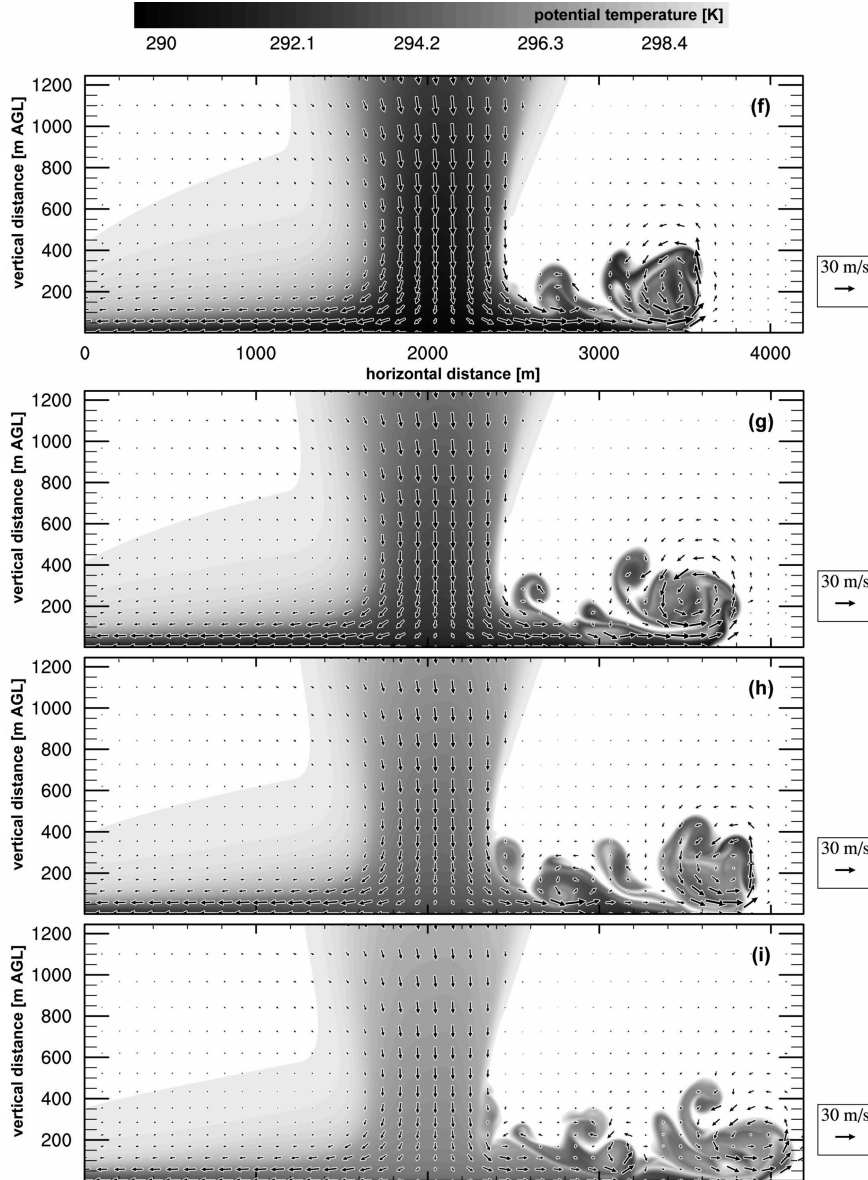 potential temperature [K]
290 292.1 294.2 296.3 298.4
1200
1000
800
600
400
200
vertical distance [m AGL]
(f)
30 m/s
0 1000 2000 3000 4000
horizontal distance [m]
1200
1000
800
600
400
200
vertical distance [m AGL]
(g)
30 m/s
1200
1000
800
600
400
200
vertical distance [m AGL]
(h)
30 m/s
1200
1000
800
600
400
200
vertical distance [m AGL]
(i)
30 m/s